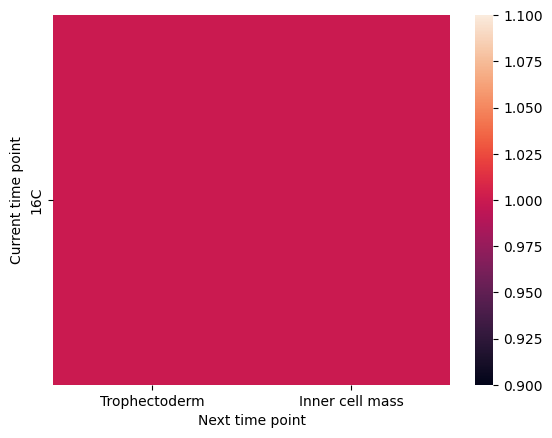 Current time point
16C
Trophectoderm
Inner cell mass
Next time point
1.100
1.075
1.050
1.025
1.000
0.975
0.950
0.925
0.900